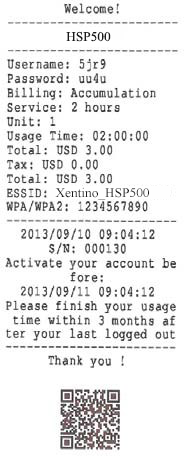 Welcome!
HSP500
Username: 5jr9
Password: uu4u
Billing: Accumulation
Service: 2 hours
Unit: 1
Usage Time: 02:00:00
Total: USD 3.00
Tax: USD 0.00
Total: USD 3.00
ESSID: Xentino_HSP500
WPA/WPA2: 1234567890
2013/09/10 09:04:12
S/N: 000130
Activate your account be
fore:
2013/09/11 09:04:12
Please finish your usage
time within 3 months af
ter your last logged out
Thank you !